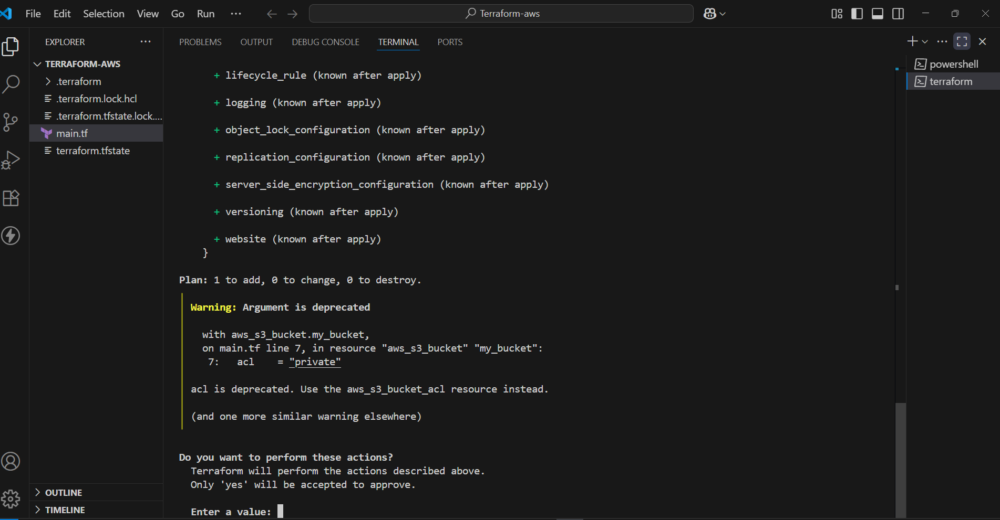 File Edit Selection View Go Run ···
Terraform-aws
EXPLORER ···
TERRAFORM-AWS
.terraform
.terraform.lock.hcl
.terraform.tfstate.lock....
main.tf
terraform.tfstate
OUTLINE
TIMELINE
PROBLEMS OUTPUT DEBUG CONSOLE TERMINAL PORTS
+ lifecycle_rule (known after apply)
+ logging (known after apply)
+ object_lock_configuration (known after apply)
+ replication_configuration (known after apply)
+ server_side_encryption_configuration (known after apply)
+ versioning (known after apply)
+ website (known after apply)
}
Plan: 1 to add, 0 to change, 0 to destroy.
Warning: Argument is deprecated
with aws_s3_bucket.my_bucket,
on main.tf line 7, in resource "aws_s3_bucket" "my_bucket":
7: acl = "private"
acl is deprecated. Use the aws_s3_bucket_acl resource instead.
(and one more similar warning elsewhere)
Do you want to perform these actions?
Terraform will perform the actions described above.
Only 'yes' will be accepted to approve.
Enter a value:
powershell
terraform